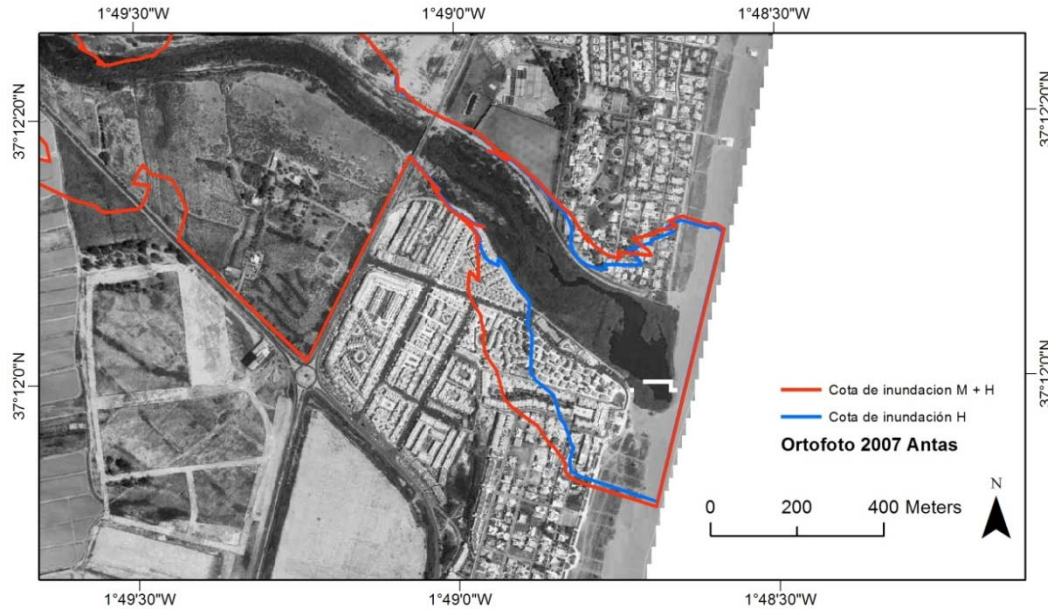 1°49'30"W 1°49'0"W 1°48'30"W
37°12'20"N 37°12'20"N
37°12'0"N 37°12'0"N
Cota de inundacion M + H
Cota de inundación H
Ortofoto 2007 Antas
N
0 200 400 Meters
1°49'30"W 1°49'0"W 1°48'30"W